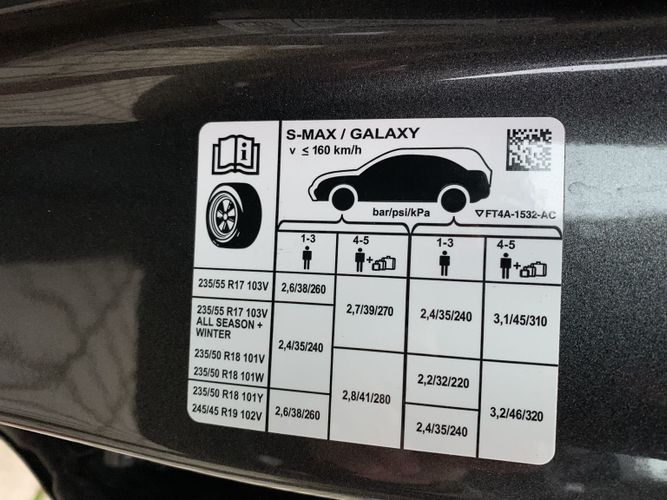 S-MAX / GALAXY
v ≤ 160 km/h
bar/psi/kPa
▽FT4A-1532-AC
1-3 4-5 1-3 4-5
235/55 R17 103V 2,6/38/260 2,7/39/270 2,4/35/240 3,1/45/310
235/55 R17 103V
ALL SEASON +
WINTER
2,4/35/240
235/50 R18 101V
235/50 R18 101W 2,8/41/280 2,2/32/220 3,2/46/320
235/50 R18 101Y
245/45 R19 102V 2,6/38/260 2,4/35/240